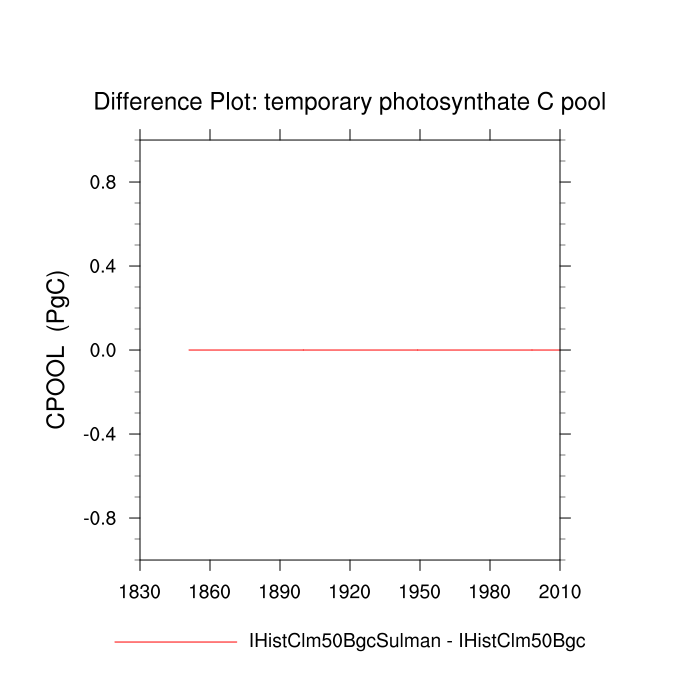 Difference Plot: temporary photosynthate C pool
CPOOL (PgC)
0.8
0.4
0.0
-0.4
-0.8
1830 1860 1890 1920 1950 1980 2010
IHistClm50BgcSulman - IHistClm50Bgc